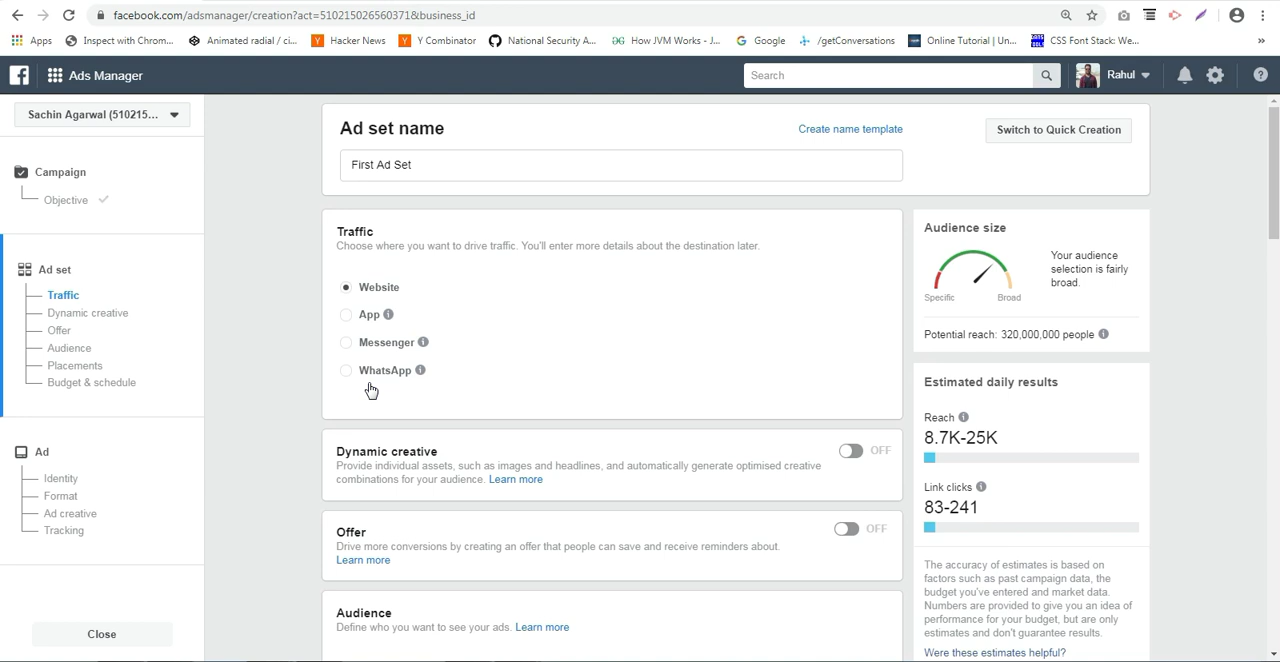 facebook.com/adsmanager/creation?act=510215026560371&business_id
Apps
Inspect with Chrom...
Animated radial / ci...
Hacker News
Y Combinator
National Security A...
How JVM Works - J...
Google
/getConversations
Online Tutorial | Un...
CSS Font Stack: We...
»
Ads Manager
Search
Rahul
Sachin Agarwal (510215...
Campaign
Objective
Ad set
Traffic
Dynamic creative
Offer
Audience
Placements
Budget & schedule
Ad
Identity
Format
Ad creative
Tracking
Close
Ad set name
Create name template
Switch to Quick Creation
First Ad Set
Traffic
Choose where you want to drive traffic. You'll enter more details about the destination later.
Website
App
Messenger
WhatsApp
Dynamic creative
OFF
Provide individual assets, such as images and headlines, and automatically generate optimised creative
combinations for your audience. Learn more
Offer
OFF
Drive more conversions by creating an offer that people can save and receive reminders about.
Learn more
Audience
Define who you want to see your ads. Learn more
Audience size
Your audience
selection is fairly
broad.
Specific
Broad
Potential reach: 320,000,000 people
Estimated daily results
Reach
8.7K-25K
Link clicks
83-241
The accuracy of estimates is based on
factors such as past campaign data, the
budget you've entered and market data.
Numbers are provided to give you an idea of
performance for your budget, but are only
estimates and don't guarantee results.
Were these estimates helpful?